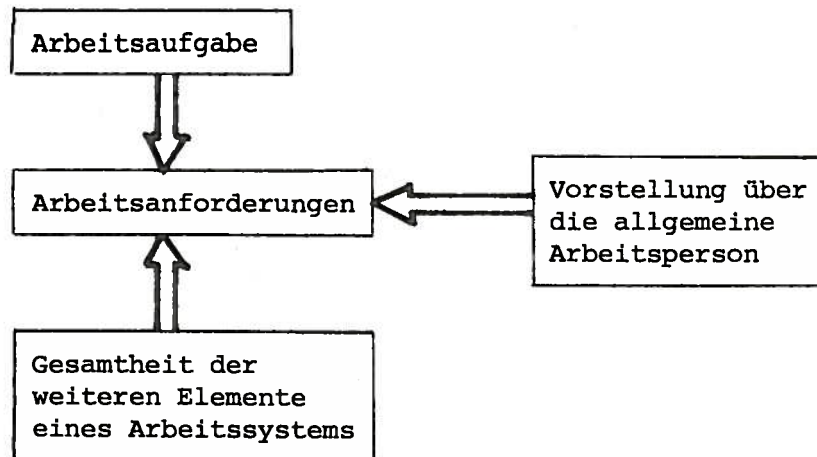 Arbeitsaufgabe
Arbeitsanforderungen
Vorstellung über
die allgemeine
Arbeitsperson
Gesamtheit der
weiteren Elemente
eines Arbeitssystems